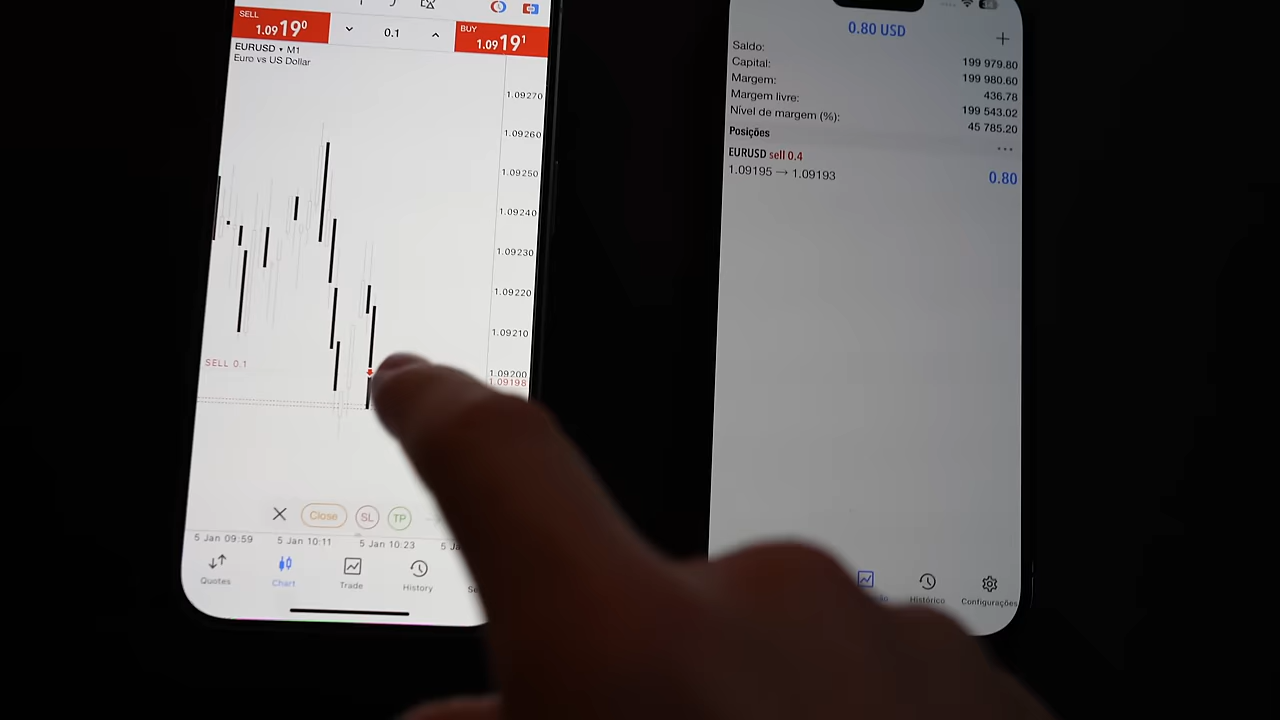 SELL
1.09190
0.1
BUY
1.09191
EURUSD • M1
Euro vs US Dollar
1.09270
1.09260
1.09250
1.09240
1.09230
1.09220
1.09210
1.09200
1.09198
SELL 0.1
Close
SL
TP
5 Jan 09:59
5 Jan 10:11
5 Jan 10:23
5 Ja
Quotes
Chart
Trade
History
Se
0.80 USD
Saldo: 199 979.80
Capital: 199 980.60
Margem: 436.78
Margem livre: 199 543.02
Nível de margem (%): 45 785.20
Posições
EURUSD sell 0.4
1.09195 → 1.09193
0.80
Histórico
Configurações